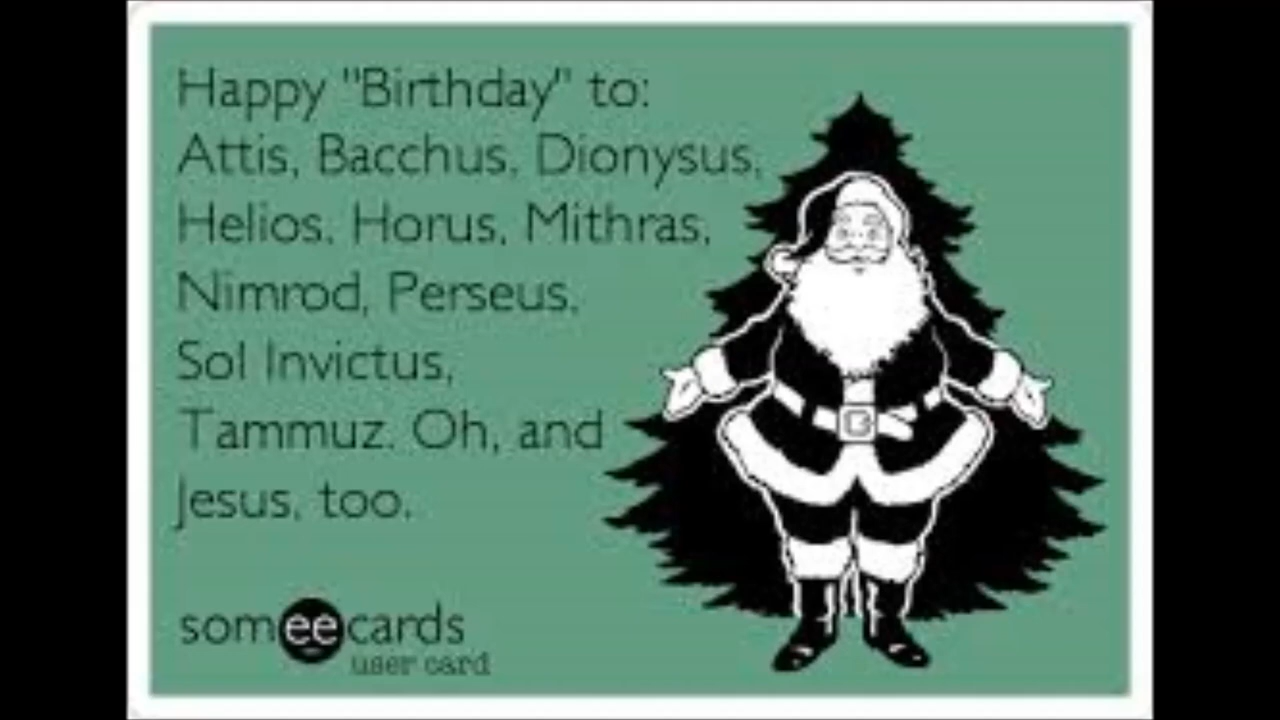 Happy "Birthday" to:
Attis, Bacchus, Dionysus,
Helios, Horus, Mithras,
Nimrod, Perseus,
Sol Invictus,
Tammuz. Oh, and
Jesus, too.
someecards
user card